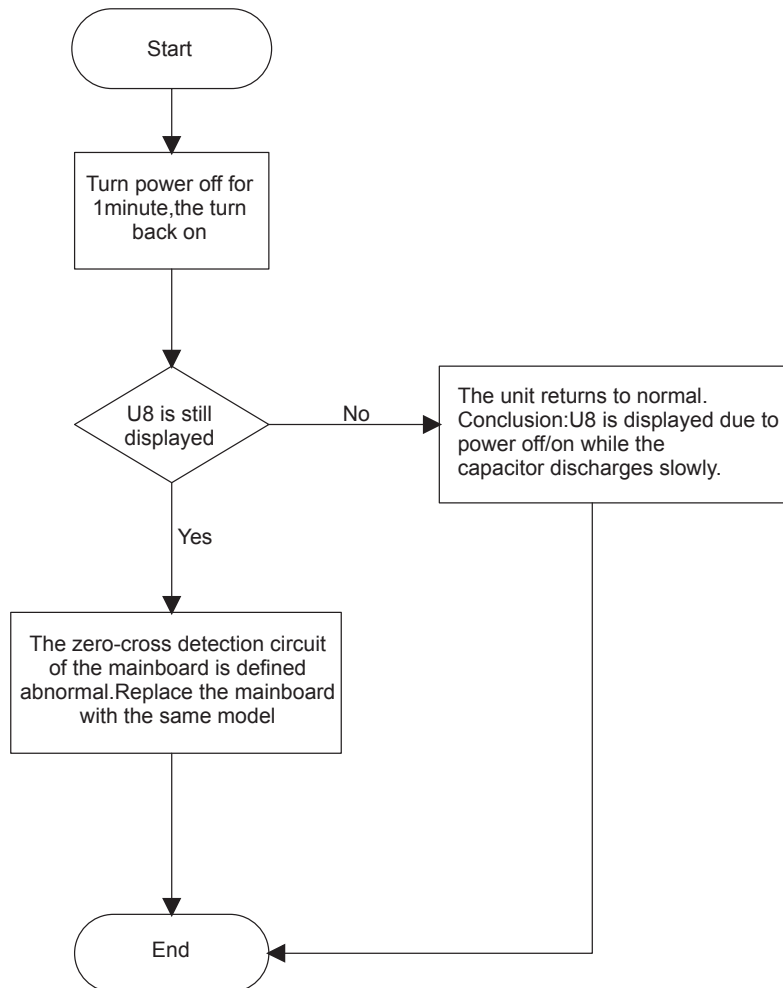 Start
Turn power off for
1minute,the turn
back on
U8 is still
displayed
No
The unit returns to normal.
Conclusion:U8 is displayed due to
power off/on while the
capacitor discharges slowly.
Yes
The zero-cross detection circuit
of the mainboard is defined
abnormal.Replace the mainboard
with the same model
End